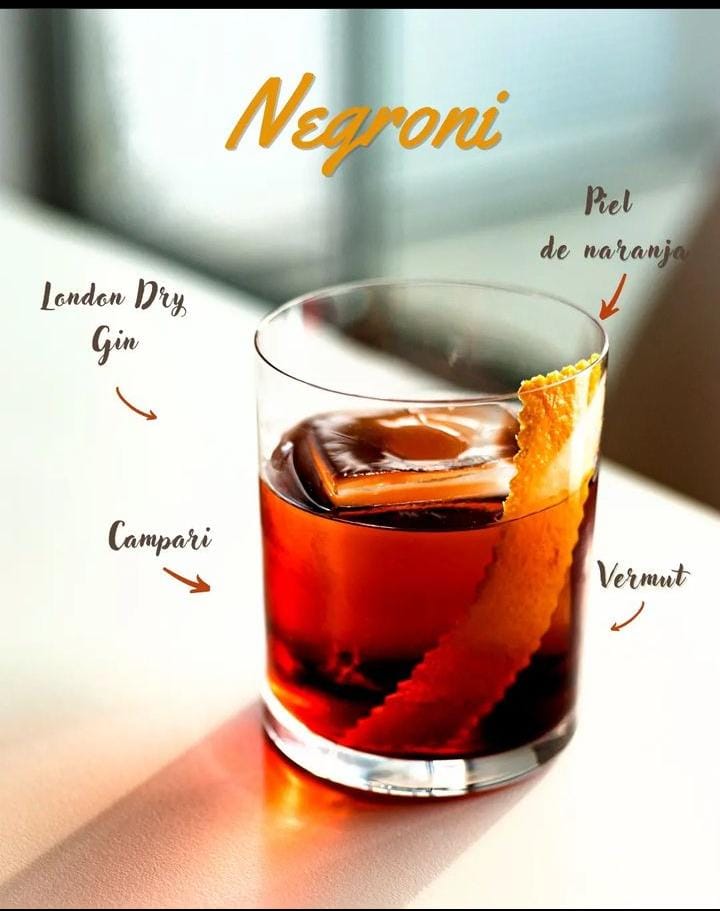 Negroni
Piel
de naranja
London Dry
Gin
Campari
Vermut